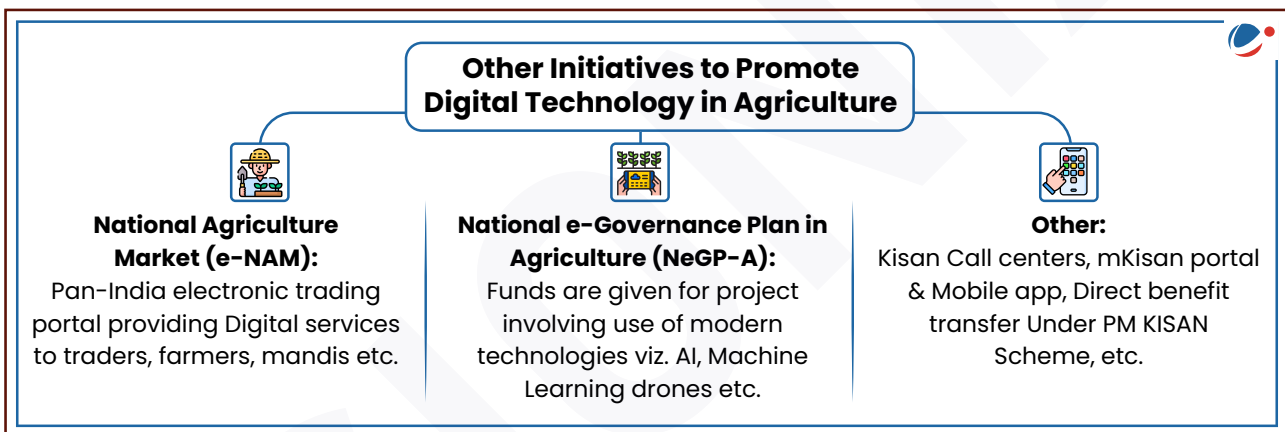 Other Initiatives to Promote
Digital Technology in Agriculture
National Agriculture
Market (e-NAM):
Pan-India electronic trading
portal providing Digital services
to traders, farmers, mandis etc.
National e-Governance Plan in
Agriculture (NeGP-A):
Funds are given for project
involving use of modern
technologies viz. AI, Machine
Learning drones etc.
Other:
Kisan Call centers, mKisan portal
& Mobile app, Direct benefit
transfer Under PM KISAN
Scheme, etc.